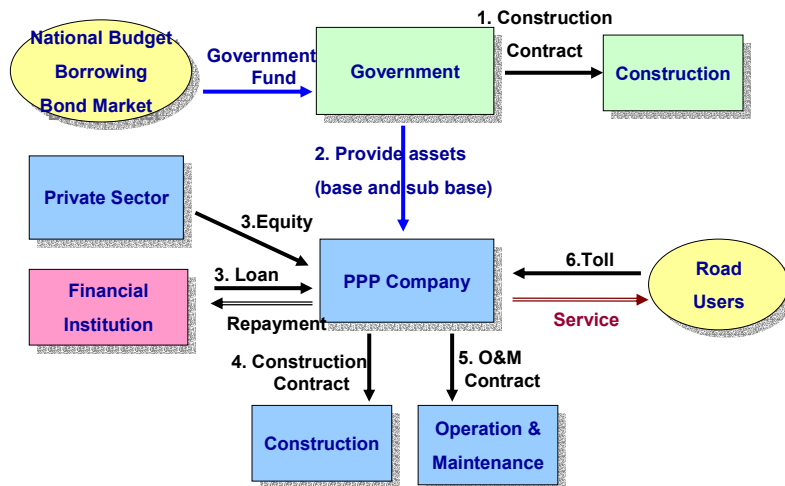 1. Construction
Contract
National Budget
Borrowing
Bond Market
Government
Fund
Government
Construction
2. Provide assets
(base and sub base)
Private Sector
3.Equity
3. Loan
PPP Company
6.Toll
Road
Users
Financial
Institution
Repayment
Service
4. Construction
Contract
5. O&M
Contract
Construction
Operation &
Maintenance